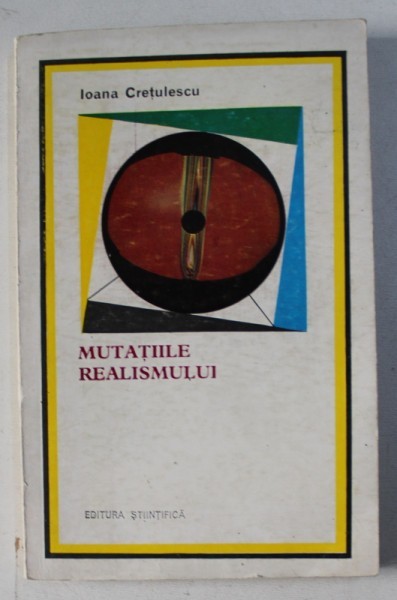 Ioana Crețulescu
MUTAȚIILE
REALISMULUI
EDITURA ȘTIINȚIFICĂ